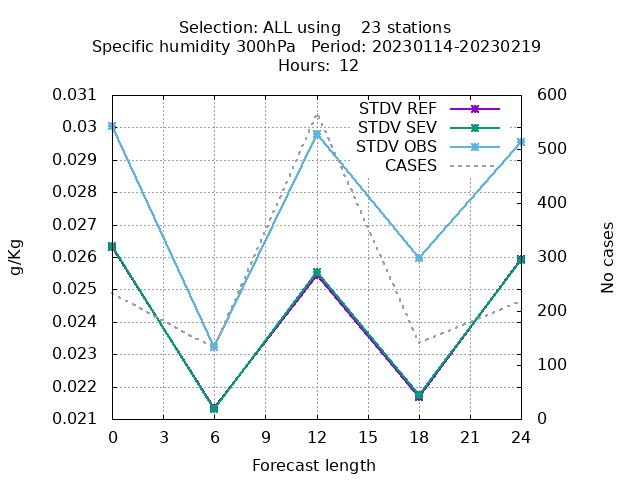 Selection: ALL using    23 stations
Specific humidity 300hPa   Period: 20230114-20230219
Hours:  12
0.031
0.03
0.029
0.028
0.027
0.026
0.025
0.024
0.023
0.022
0.021
g/Kg
STDV REF
STDV SEV
STDV OBS
CASES
600
500
400
300
200
100
0
No cases
0 3 6 9 12 15 18 21 24
Forecast length